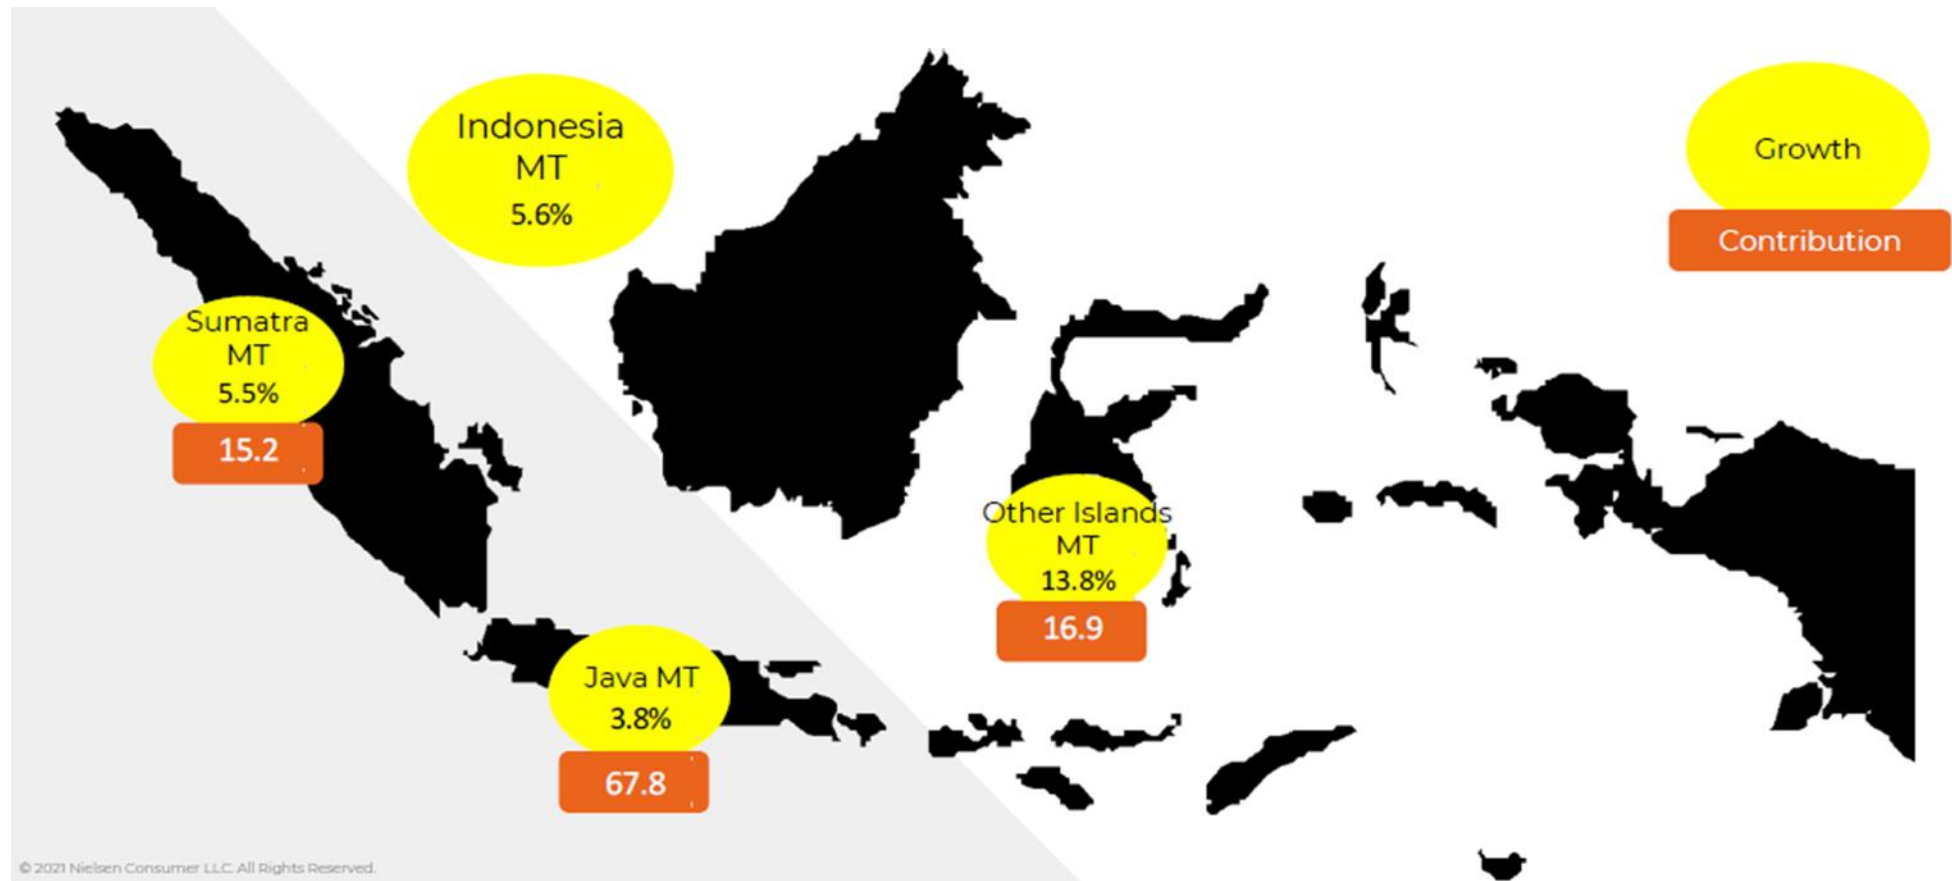 Indonesia
MT
5.6%
Growth
Contribution
Sumatra
MT
5.5%
15.2
Other Islands
MT
13.8%
16.9
Java MT
3.8%
67.8
© 2021 Nielsen Consumer LLC. All Rights Reserved.